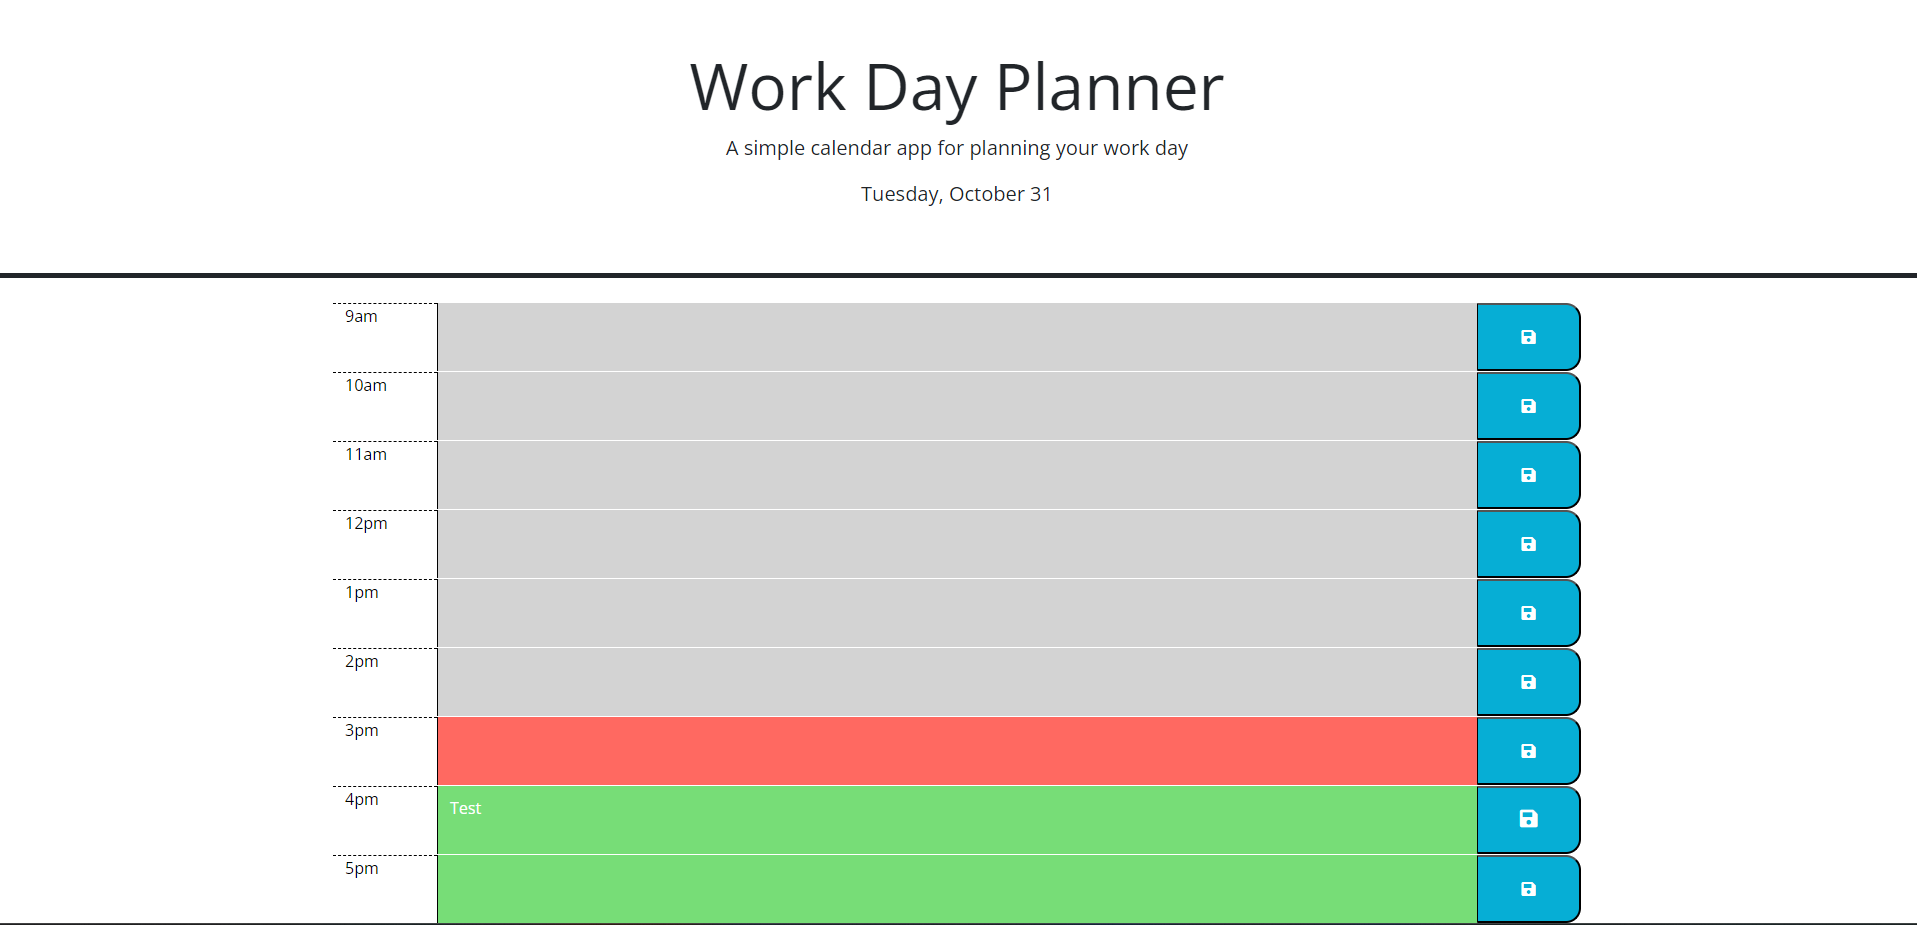 Work Day Planner
A simple calendar app for planning your work day
Tuesday, October 31
9am
10am
11am
12pm
1pm
2pm
3pm
4pm
Test
5pm